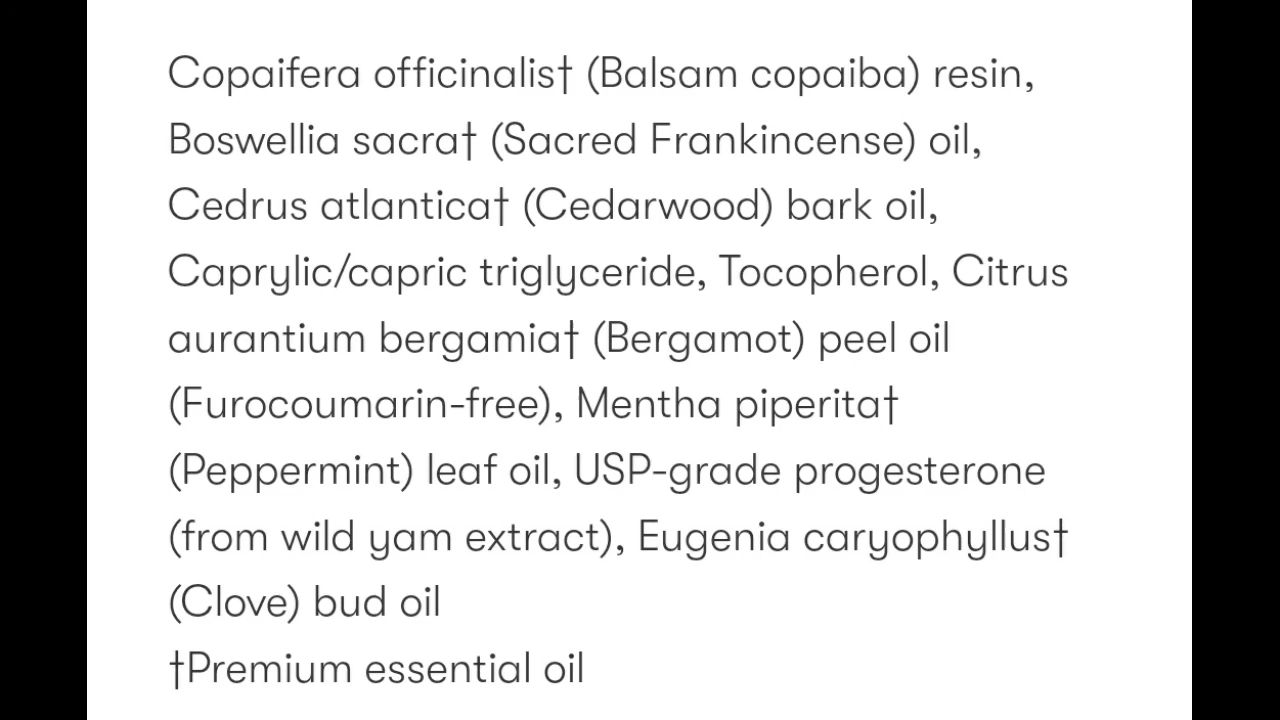 Copaifera officinalis† (Balsam copaiba) resin,
Boswellia sacra† (Sacred Frankincense) oil,
Cedrus atlantica† (Cedarwood) bark oil,
Caprylic/capric triglyceride, Tocopherol, Citrus
aurantium bergamia† (Bergamot) peel oil
(Furocoumarin-free), Mentha piperita†
(Peppermint) leaf oil, USP-grade progesterone
(from wild yam extract), Eugenia caryophyllus†
(Clove) bud oil
†Premium essential oil